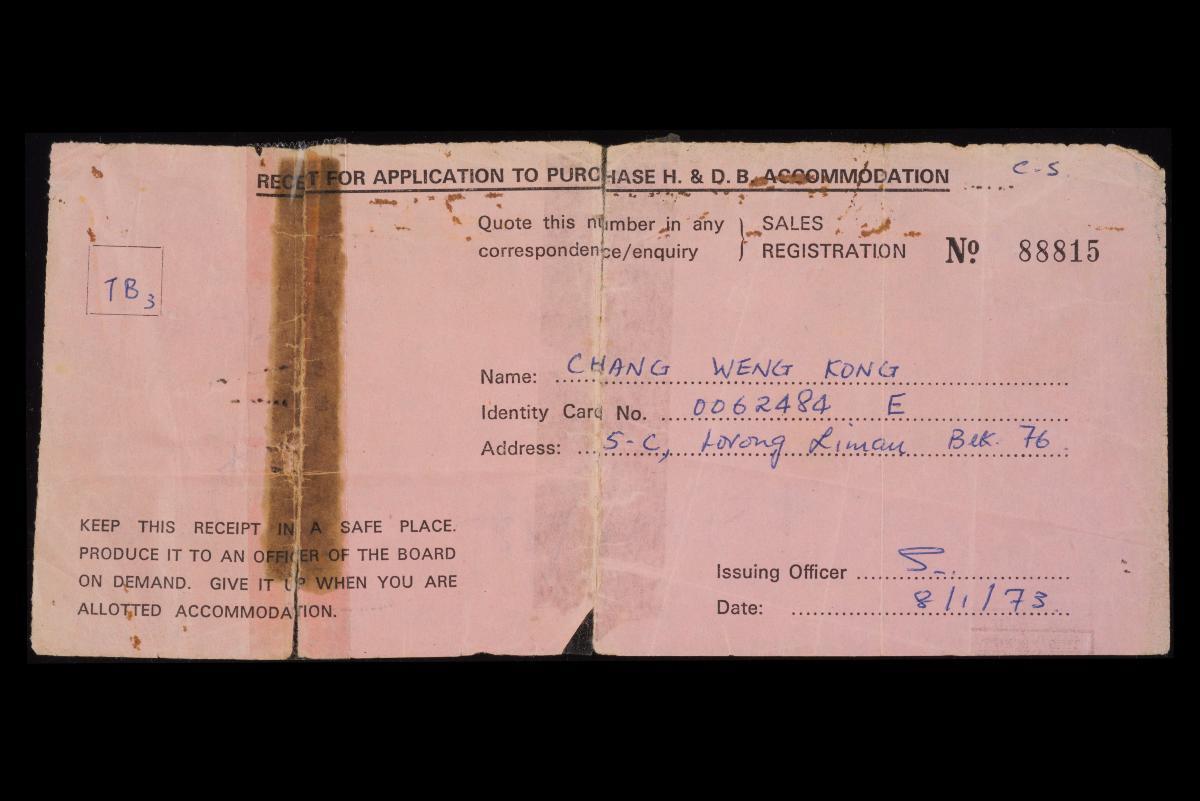 RECET FOR APPLICATION TO PURCHASE H. & D. B. ACCOMMODATION
C-S.
Quote this number in any correspondence/enquiry } SALES REGISTRATION Nº 88815
TB3
Name: CHANG WENG KONG
Identity Card No. 0062484 E
Address: 5-C, Lorong Limau Blk. 76.
KEEP THIS RECEIPT IN A SAFE PLACE.
PRODUCE IT TO AN OFFICER OF THE BOARD
ON DEMAND. GIVE IT UP WHEN YOU ARE
ALLOTTED ACCOMMODATION.
Issuing Officer
Date: 8/1/73